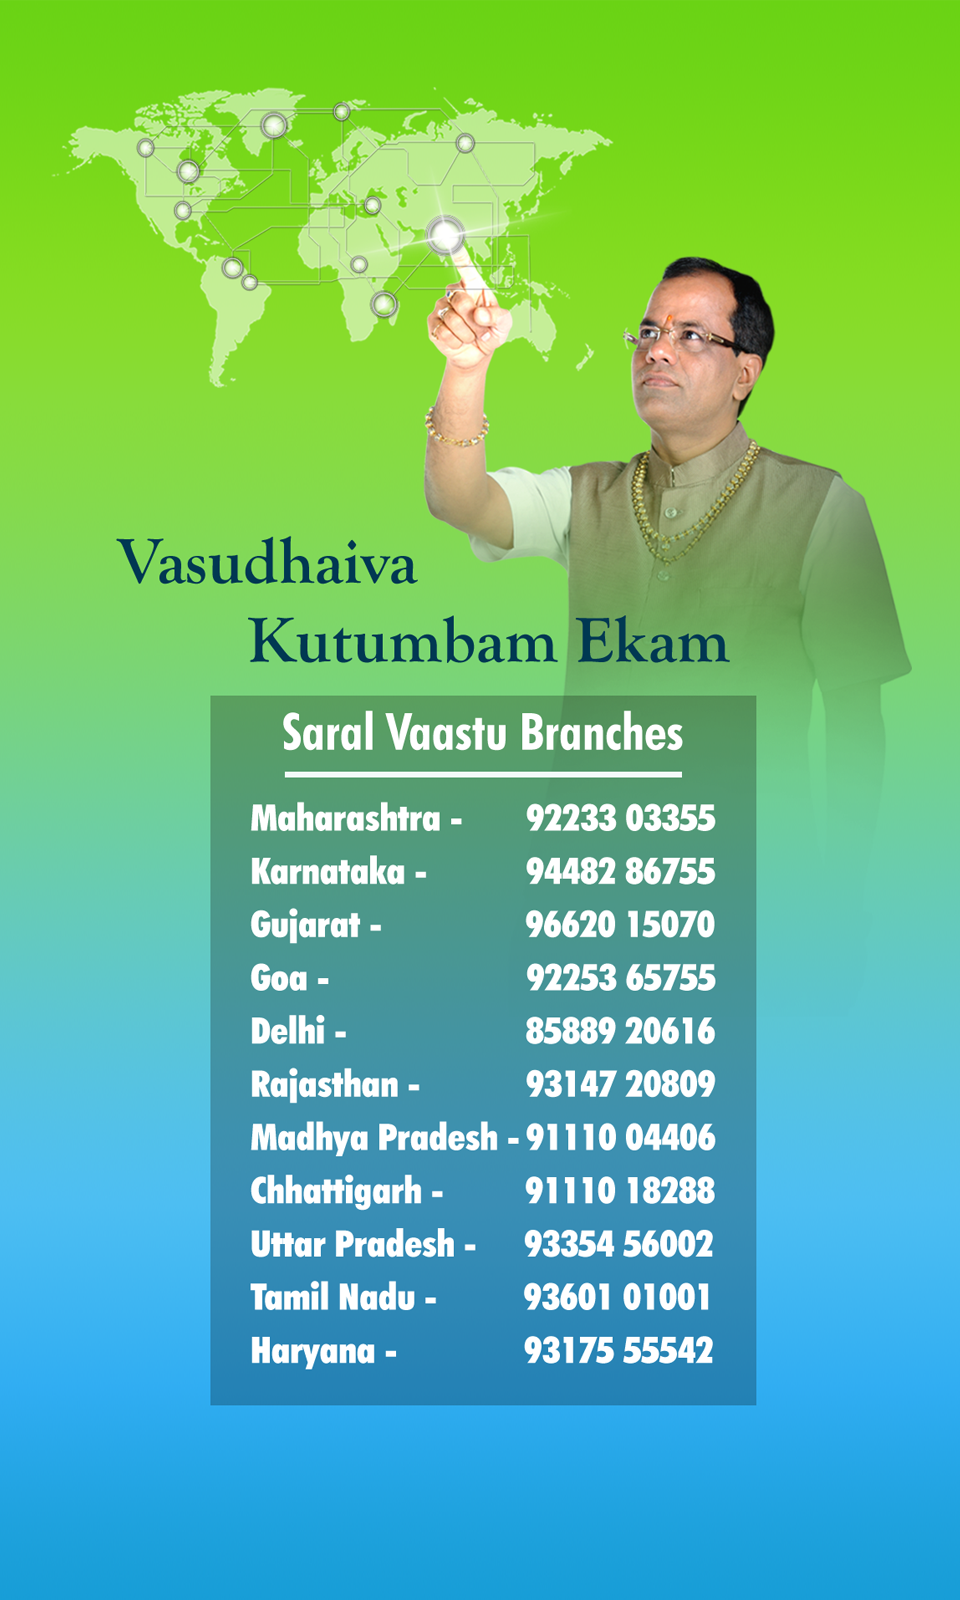 Vasudhaiva
Kutumbam Ekam
Saral Vaastu Branches
Maharashtra - 92233 03355
Karnataka - 94482 86755
Gujarat - 96620 15070
Goa - 92253 65755
Delhi - 85889 20616
Rajasthan - 93147 20809
Madhya Pradesh - 91110 04406
Chhattigarh - 91110 18288
Uttar Pradesh - 93354 56002
Tamil Nadu - 93601 01001
Haryana - 93175 55542